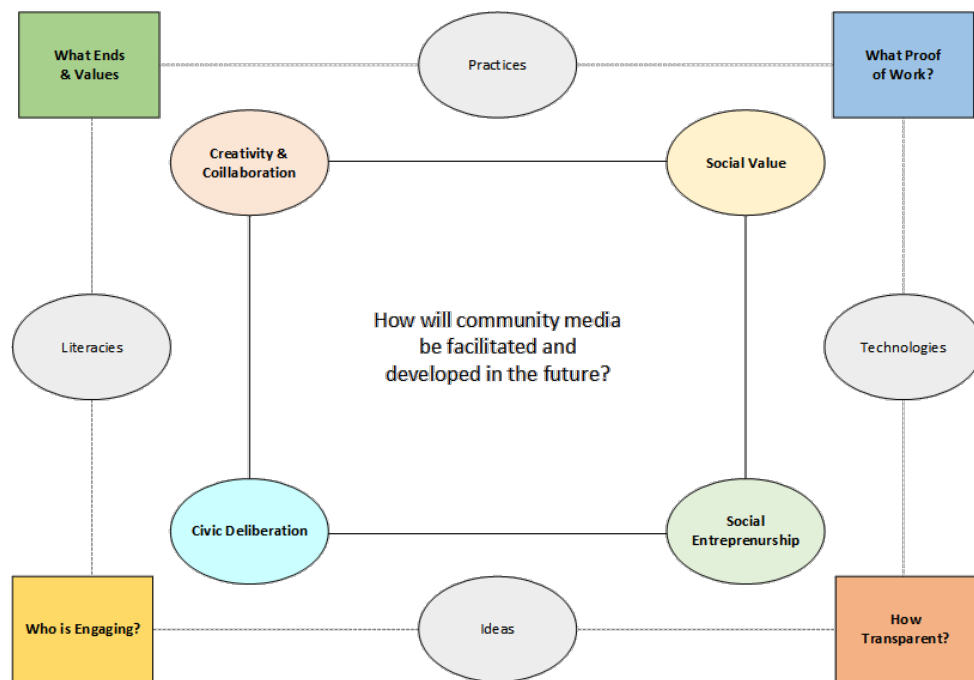 What Ends
& Values
Practices
What Proof
of Work?
Creativity &
Coillaboration
Social Value
How will community media
be facilitated and
developed in the future?
Literacies
Technologies
Civic Deliberation
Social
Entreprenurship
Who is Engaging?
Ideas
How
Transparent?